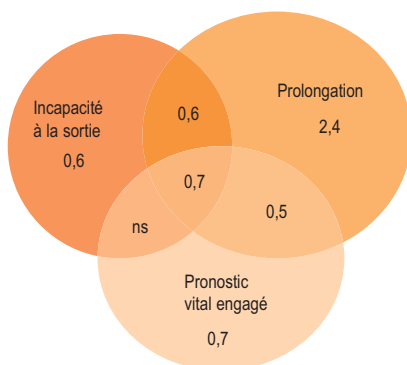 Incapacité
à la sortie
0,6
0,6
Prolongation
2,4
0,7
ns
0,5
Pronostic
vital engagé
0,7